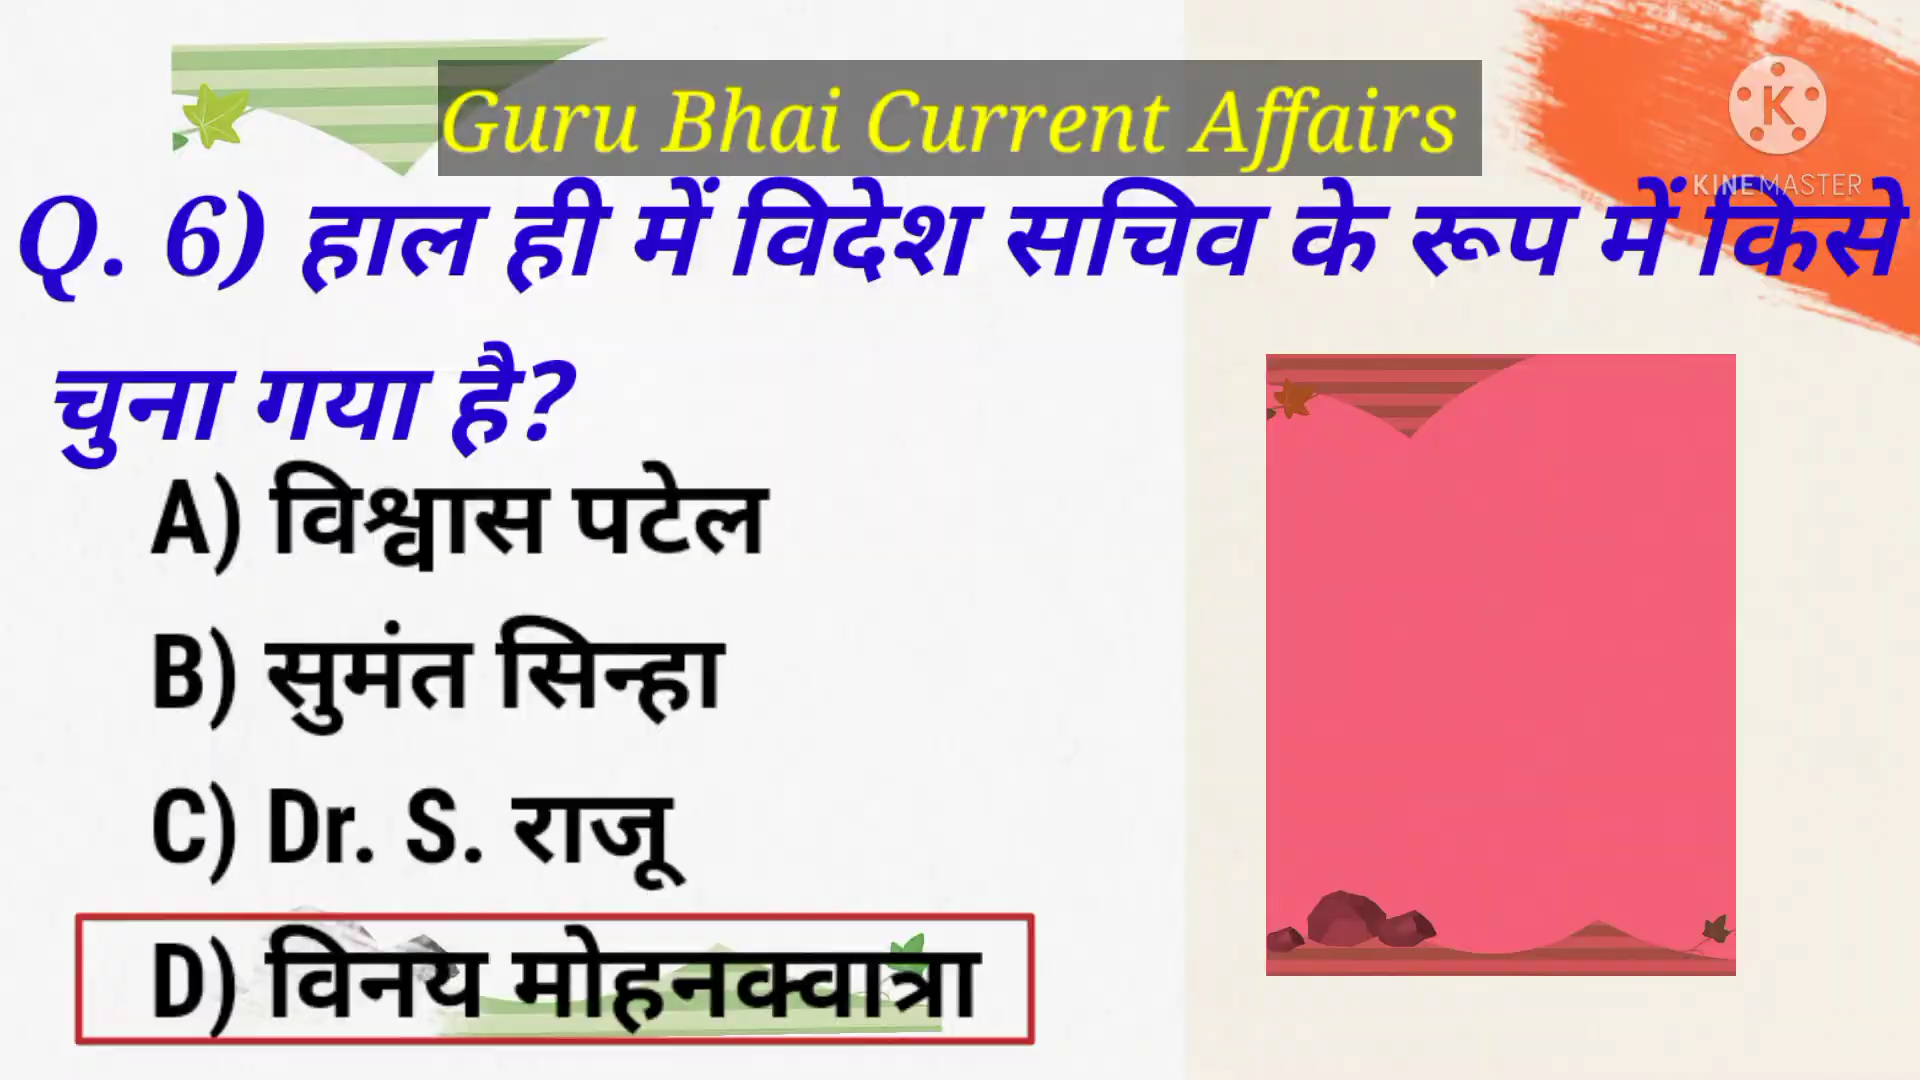 Guru Bhai Current Affairs
KINEMASTER
Q. 6) हाल ही में विदेश सचिव के रूप में किसे
चुना गया है?
A) विश्वास पटेल
B) सुमंत सिन्हा
C) Dr. S. राजू
D) विनय मोहनक्वात्रा